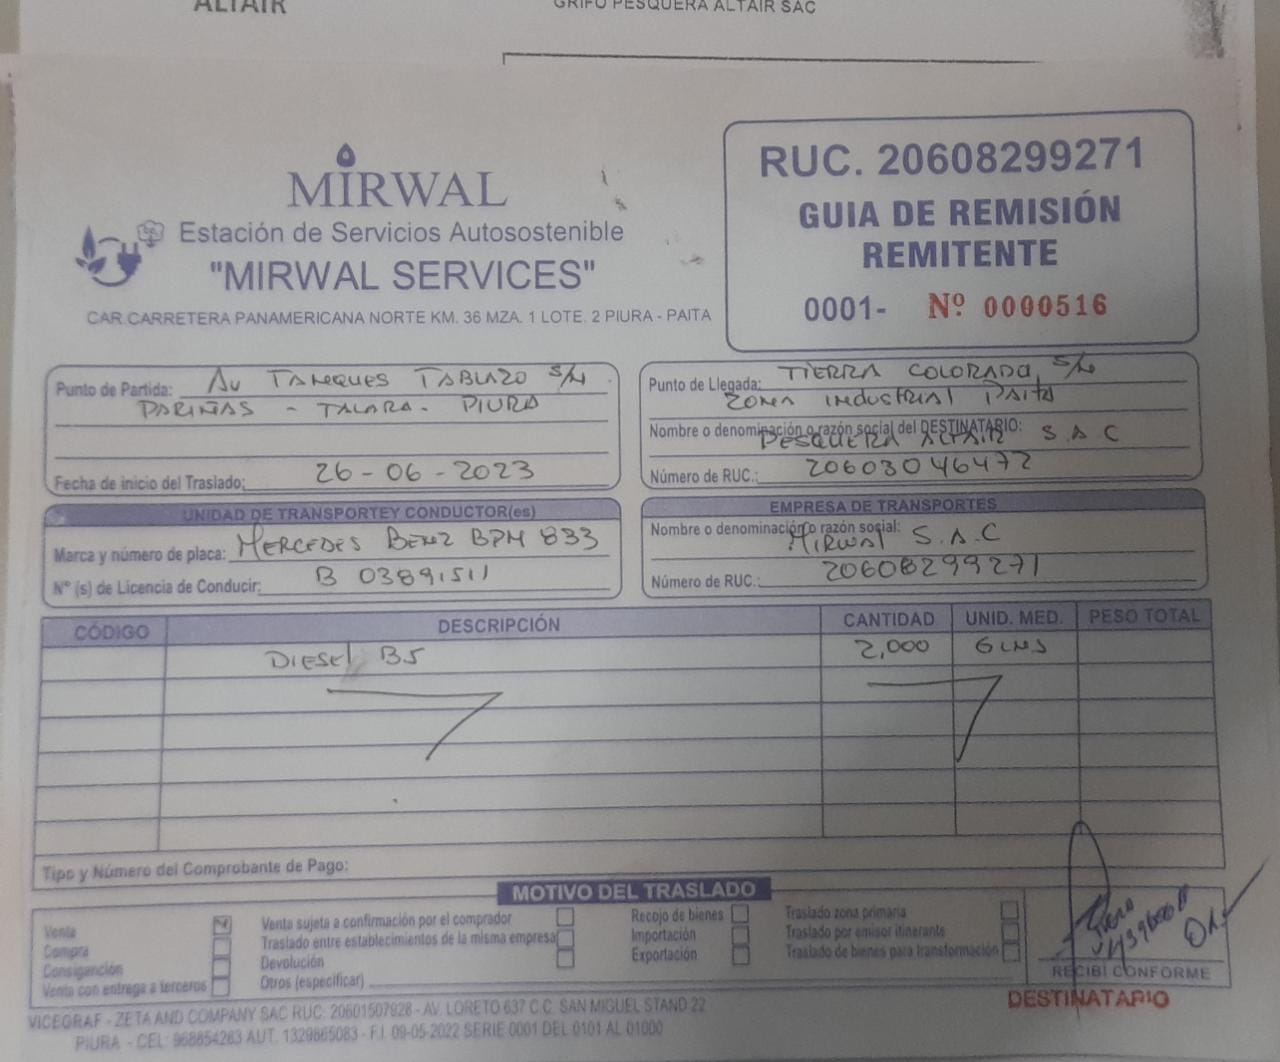 ALTAIR
GRIFO PESQUERA ALTAIR SAC
MIRWAL
Estación de Servicios Autosostenible
"MIRWAL SERVICES"
CAR.CARRETERA PANAMERICANA NORTE KM. 36 MZA. 1 LOTE. 2 PIURA - PAITA
RUC. 20608299271
GUIA DE REMISIÓN
REMITENTE
0001- Nº 0000516
Punto de Partida: Av TANQUES TABLAZO S/N
PARIÑAS - TALARA - PIURA
Fecha de inicio del Traslado: 26-06-2023
Punto de Llegada: TIERRA COLORADA S/N
ZONA INDUSTRIAL PAITA
Nombre o denominación o razón social del DESTINATARIO:
PESQUERA ALTAIR S A C
Número de RUC.: 20603046472
UNIDAD DE TRANSPORTEY CONDUCTOR(es)
Marca y número de placa: MERCEDES BENZ BPM 833
Nº (s) de Licencia de Conducir: B 03891511
EMPRESA DE TRANSPORTES
Nombre o denominación o razón social:
MIRWAL S.A.C
Número de RUC.: 20608299271
CÓDIGO DESCRIPCIÓN CANTIDAD UNID. MED. PESO TOTAL
DIESEL B5 2,000 GLNS
Tipo y Número del Comprobante de Pago:
MOTIVO DEL TRASLADO
Venta
Compra
Consiganción
Venta con entrega a terceros
Venta sujeta a confirmación por el comprador
Traslado entre establecimientos de la misma empresa
Devolución
Otros (especificar)
Recojo de bienes
Importación
Exportación
Traslado zona primaria
Traslado por emisor itinerante
Traslado de bienes para transformación
RECIBÍ CONFORME
DESTINATARIO
VICEGRAF - ZETA AND COMPANY SAC RUC: 20601507928 - AV. LORETO 637 C.C. SAN MIGUEL STAND 22
PIURA - CEL: 968854263 AUT. 1329865083 - F.I. 09-05-2022 SERIE 0001 DEL 0101 AL 01000